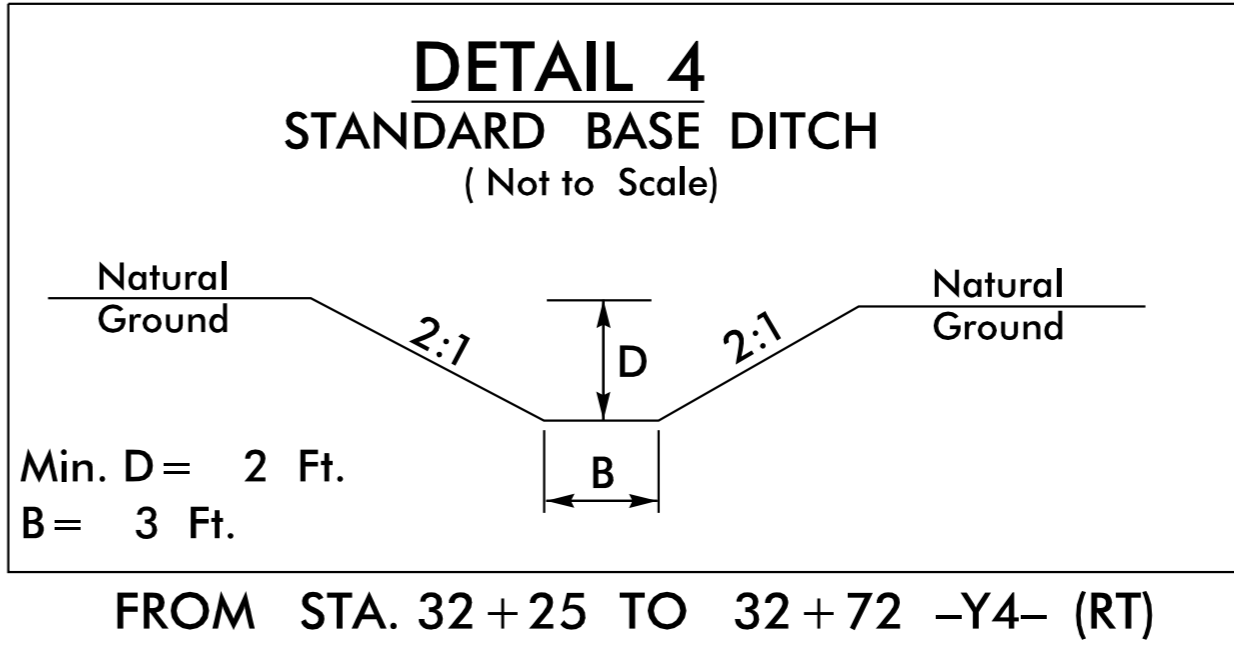 DETAIL 4
STANDARD BASE DITCH
( Not to Scale)
Natural
Ground
2:1
D
2:1
Natural
Ground
Min. D = 2 Ft.
B = 3 Ft.
B
FROM STA. 32+25 TO 32+72 -Y4- (RT)